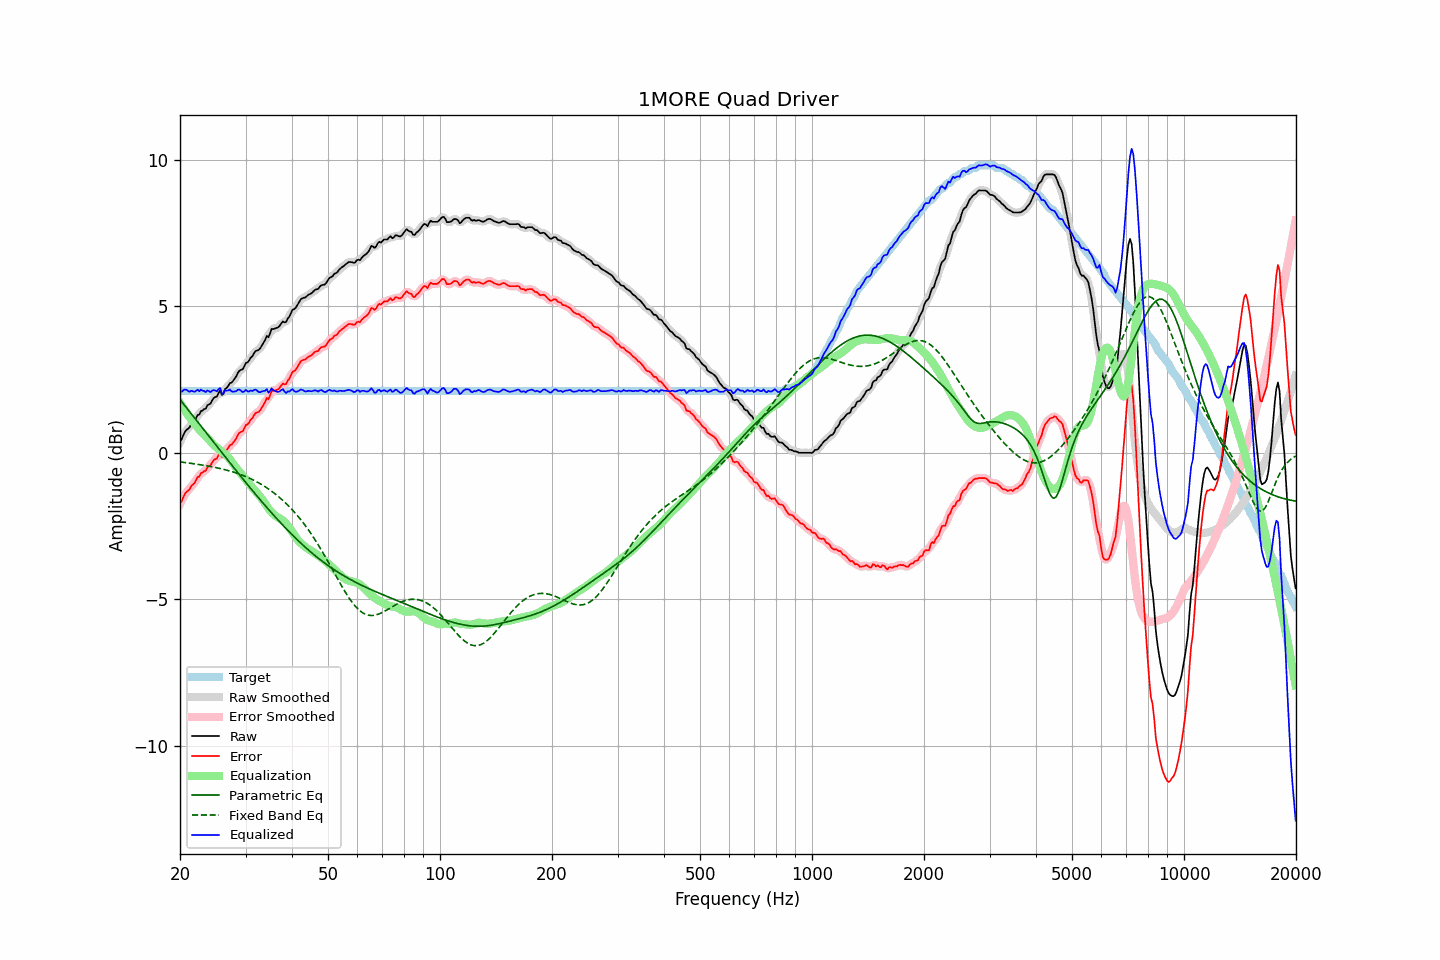 1MORE Quad Driver
Amplitude (dBr)
10
5
0
−5
−10
Target
Raw Smoothed
Error Smoothed
Raw
Error
Equalization
Parametric Eq
Fixed Band Eq
Equalized
20 50 100 200 500 1000 2000 5000 10000 20000
Frequency (Hz)